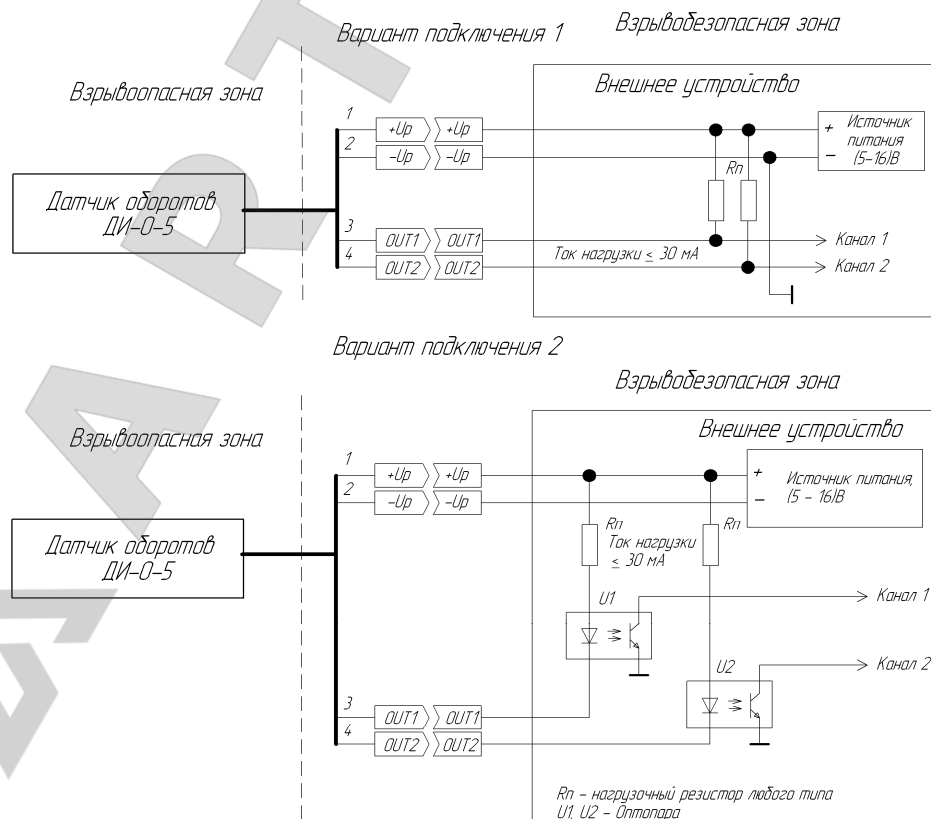 Вариант подключения 1
Взрывобезопасная зона
Взрывоопасная зона
Внешнее устройство
1
+Up
+Up
2
-Up
-Up
+ Источник
питания
- (5-16)В
Rп
Датчик оборотов
ДИ-О-5
3
OUT1
OUT1
4
OUT2
OUT2
Ток нагрузки ≤ 30 мА
Канал 1
Канал 2
Вариант подключения 2
Взрывобезопасная зона
Взрывоопасная зона
Внешнее устройство
1
+Up
+Up
2
-Up
-Up
+ Источник питания,
- (5 - 16)В
Датчик оборотов
ДИ-О-5
Rп
Rп
Ток нагрузки
≤ 30 мА
U1
Канал 1
U2
Канал 2
3
OUT1
OUT1
4
OUT2
OUT2
Rп - нагрузочный резистор любого типа
U1, U2 - Оптопара